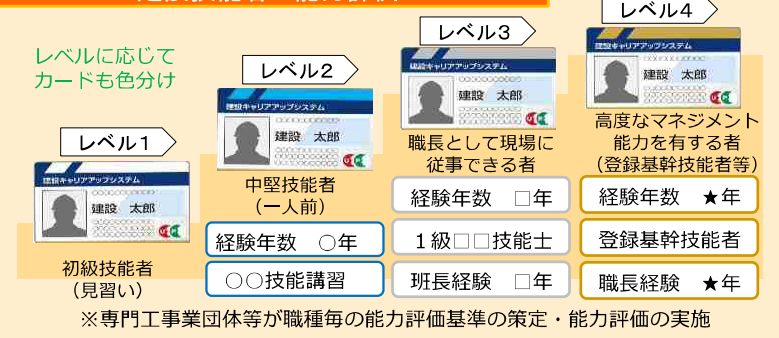 レベルに応じて
カードも色分け
レベル1
建設キャリアアップシステム
建設 太郎
初級技能者
（見習い）
レベル2
建設キャリアアップシステム
建設 太郎
中堅技能者
（一人前）
経験年数 ○年
○○技能講習
レベル3
建設キャリアアップシステム
建設 太郎
職長として現場に
従事できる者
経験年数 □年
１級□□技能士
班長経験 □年
レベル4
建設キャリアアップシステム
建設 太郎
高度なマネジメント
能力を有する者
（登録基幹技能者等）
経験年数 ★年
登録基幹技能者
職長経験 ★年
※専門工事業団体等が職種毎の能力評価基準の策定・能力評価の実施